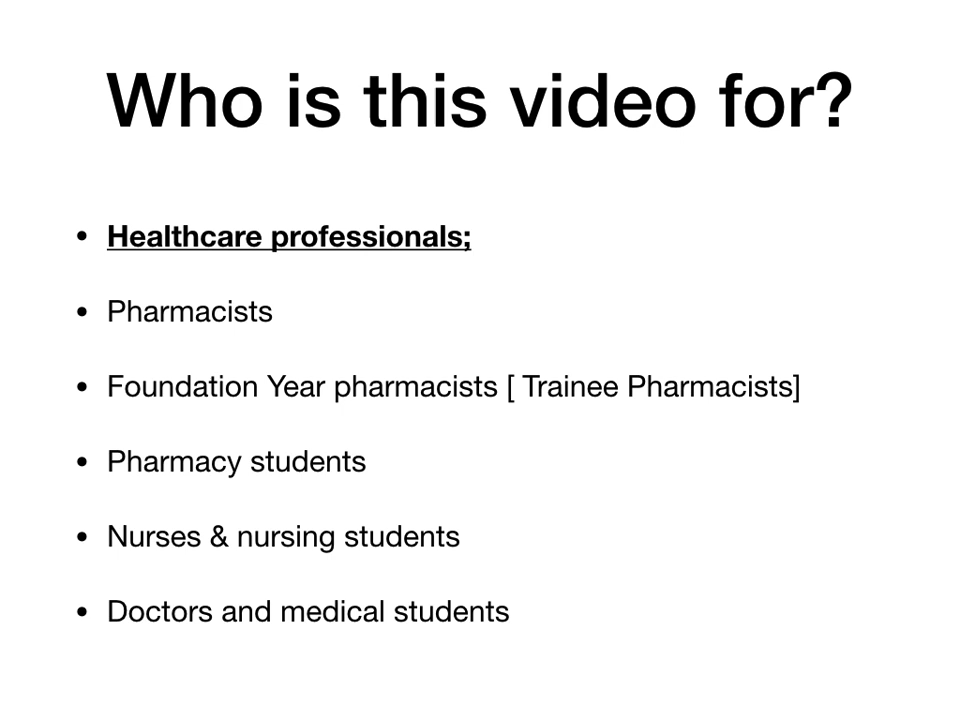 Who is this video for?
• Healthcare professionals;
• Pharmacists
• Foundation Year pharmacists [ Trainee Pharmacists]
• Pharmacy students
• Nurses & nursing students
• Doctors and medical students